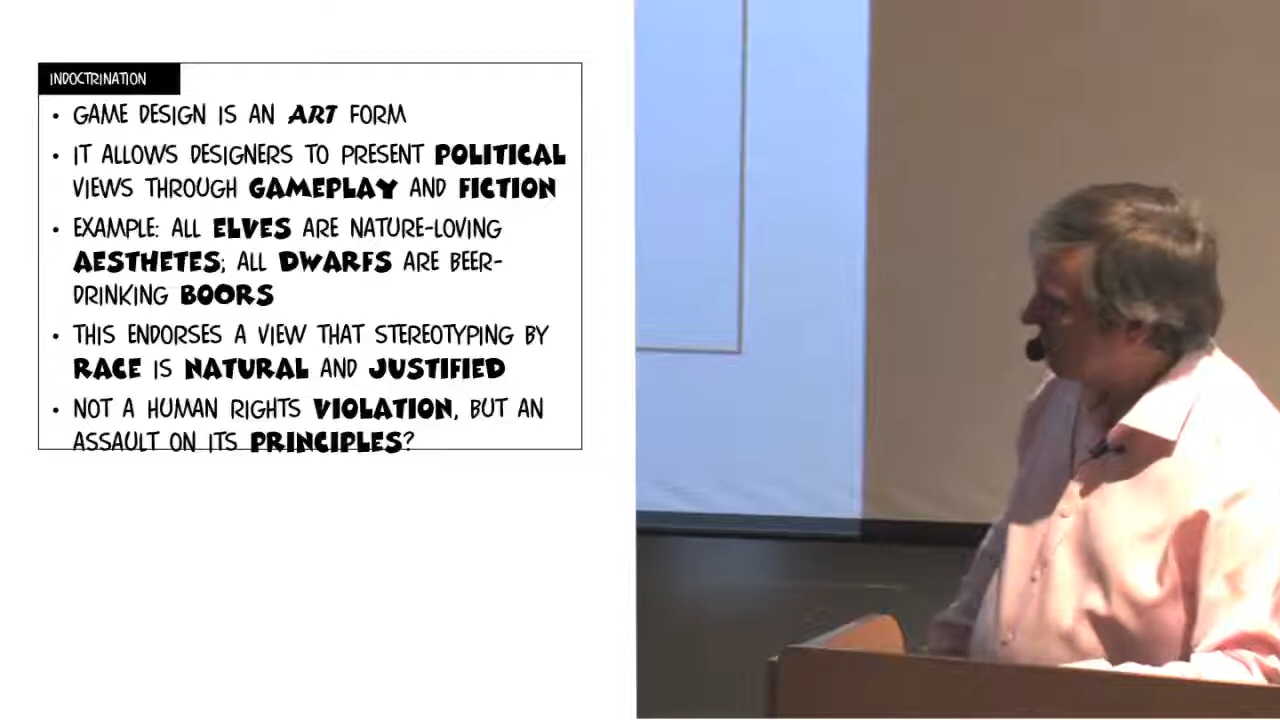 INDOCTRINATION
• GAME DESIGN IS AN ART FORM
• IT ALLOWS DESIGNERS TO PRESENT POLITICAL
VIEWS THROUGH GAMEPLAY AND FICTION
• EXAMPLE: ALL ELVES ARE NATURE-LOVING
AESTHETES; ALL DWARFS ARE BEER-
DRINKING BOORS
• THIS ENDORSES A VIEW THAT STEREOTYPING BY
RACE IS NATURAL AND JUSTIFIED
• NOT A HUMAN RIGHTS VIOLATION, BUT AN
ASSAULT ON ITS PRINCIPLES?